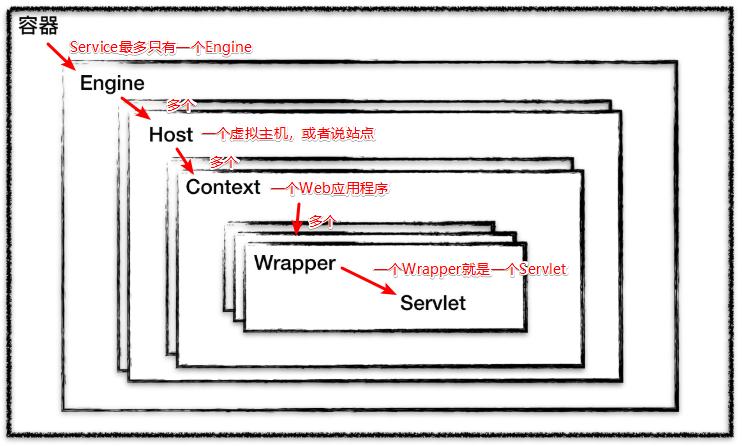 容器
Service最多只有一个Engine
Engine
多个
Host 一个虚拟主机，或者说站点
多个
Context 一个Web应用程序
多个
Wrapper 一个Wrapper就是一个Servlet
Servlet